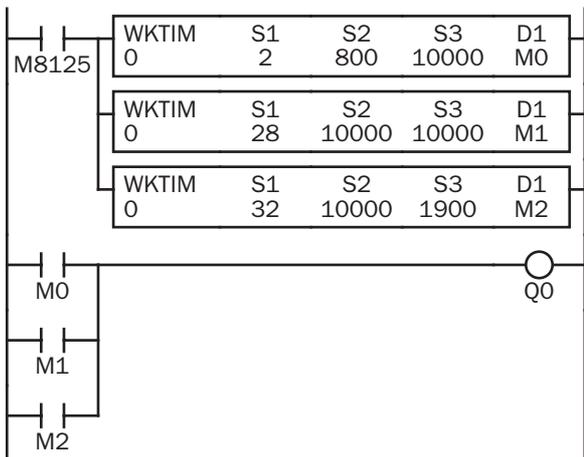 WKTIM S1 S2 S3 D1
0 2 800 10000 M0
M8125
WKTIM S1 S2 S3 D1
0 28 10000 10000 M1
WKTIM S1 S2 S3 D1
0 32 10000 1900 M2
M0
Q0
M1
M2